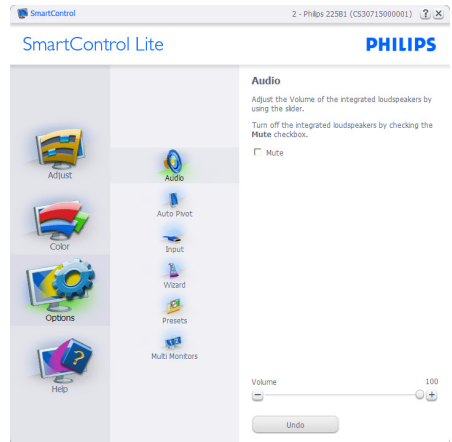 SmartControl
2 - Philips 225B1 (CS30715000001)
? ×
SmartControl Lite
PHILIPS
Adjust
Color
Options
Help
Audio
Auto Pivot
Input
Wizard
Presets
Multi Monitors
Audio
Adjust the Volume of the integrated loudspeakers by
using the slider.
Turn off the integrated loudspeakers by checking the
Mute checkbox.
Mute
Volume
100
Undo